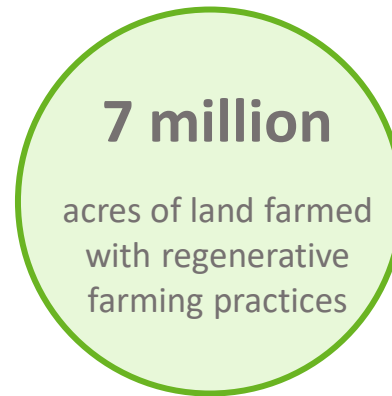 7 million
acres of land farmed
with regenerative
farming practices